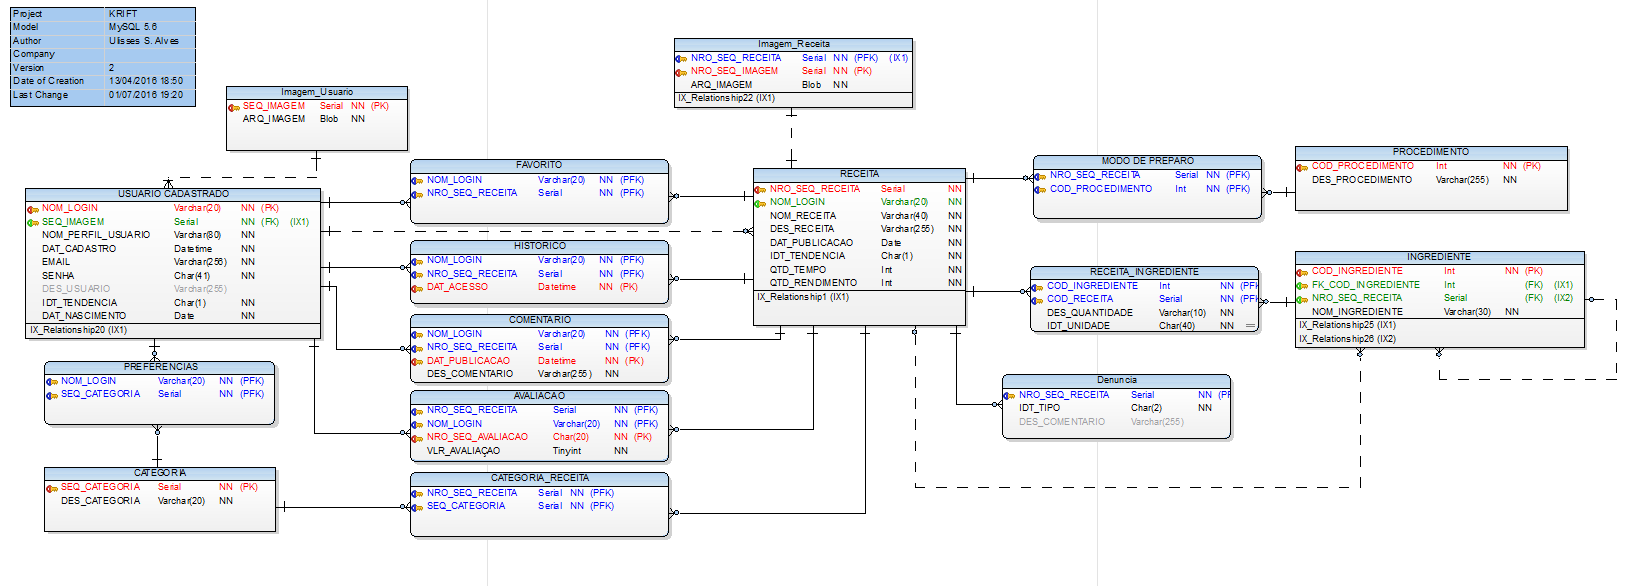 Project KRIFT
Model MySQL 5.6
Author Ulisses S. Alves
Company
Version 2
Date of Creation 13/04/2016 18:50
Last Change 01/07/2016 19:20
Imagem_Usuario
SEQ_IMAGEM Serial NN (PK)
ARQ_IMAGEM Blob NN
Imagem_Receita
NRO_SEQ_RECEITA Serial NN (PFK) (IX1)
NRO_SEQ_IMAGEM Serial NN (PK)
ARQ_IMAGEM Blob NN
IX_Relationship22 (IX1)
USUARIO CADASTRADO
NOM_LOGIN Varchar(20) NN (PK)
SEQ_IMAGEM Serial NN (FK) (IX1)
NOM_PERFIL_USUARIO Varchar(80) NN
DAT_CADASTRO Datetime NN
EMAIL Varchar(256) NN
SENHA Char(41) NN
DES_USUARIO Varchar(255)
IDT_TENDENCIA Char(1) NN
DAT_NASCIMENTO Date NN
IX_Relationship20 (IX1)
FAVORITO
NOM_LOGIN Varchar(20) NN (PFK)
NRO_SEQ_RECEITA Serial NN (PFK)
HISTORICO
NOM_LOGIN Varchar(20) NN (PFK)
NRO_SEQ_RECEITA Serial NN (PFK)
DAT_ACESSO Datetime NN (PK)
COMENTARIO
NOM_LOGIN Varchar(20) NN (PFK)
NRO_SEQ_RECEITA Serial NN (PFK)
DAT_PUBLICACAO Datetime NN (PK)
DES_COMENTARIO Varchar(255) NN
AVALIACAO
NRO_SEQ_RECEITA Serial NN (PFK)
NOM_LOGIN Varchar(20) NN (PFK)
NRO_SEQ_AVALIACAO Char(20) NN (PK)
VLR_AVALIAÇAO Tinyint NN
CATEGORIA_RECEITA
NRO_SEQ_RECEITA Serial NN (PFK)
SEQ_CATEGORIA Serial NN (PFK)
PREFERENCIAS
NOM_LOGIN Varchar(20) NN (PFK)
SEQ_CATEGORIA Serial NN (PFK)
CATEGORIA
SEQ_CATEGORIA Serial NN (PK)
DES_CATEGORIA Varchar(20) NN
RECEITA
NRO_SEQ_RECEITA Serial NN
NOM_LOGIN Varchar(20) NN
NOM_RECEITA Varchar(40) NN
DES_RECEITA Varchar(255) NN
DAT_PUBLICACAO Date NN
IDT_TENDENCIA Char(1) NN
QTD_TEMPO Int NN
QTD_RENDIMENTO Int NN
IX_Relationship1 (IX1)
MODO DE PREPARO
NRO_SEQ_RECEITA Serial NN (PFK)
COD_PROCEDIMENTO Int NN (PFK)
PROCEDIMENTO
COD_PROCEDIMENTO Int NN (PK)
DES_PROCEDIMENTO Varchar(255) NN
RECEITA_INGREDIENTE
COD_INGREDIENTE Int NN (PFK
COD_RECEITA Serial NN (PFK
DES_QUANTIDADE Varchar(10) NN
IDT_UNIDADE Char(40) NN
INGREDIENTE
COD_INGREDIENTE Int NN (PK)
FK_COD_INGREDIENTE Int (FK) (IX1)
NRO_SEQ_RECEITA Serial (FK) (IX2)
NOM_INGREDIENTE Varchar(30) NN
IX_Relationship25 (IX1)
IX_Relationship26 (IX2)
Denuncia
NRO_SEQ_RECEITA Serial NN (PF
IDT_TIPO Char(2) NN
DES_COMENTARIO Varchar(255)